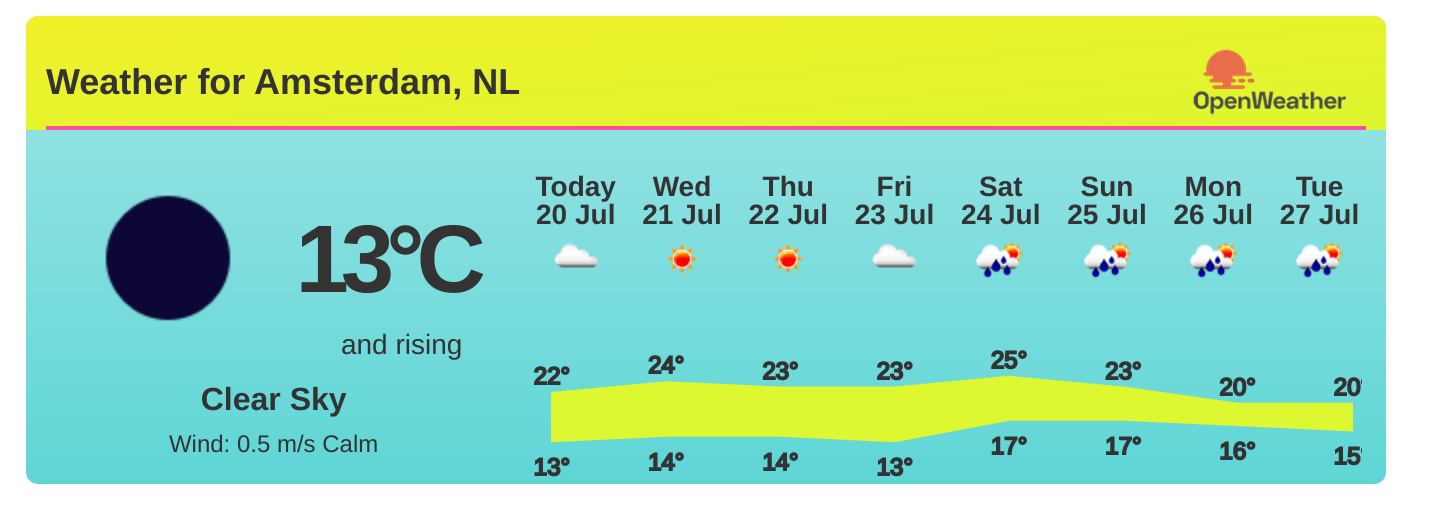 Weather for Amsterdam, NL
OpenWeather
13°C
and rising
Clear Sky
Wind: 0.5 m/s Calm
Today Wed Thu Fri Sat Sun Mon Tue
20 Jul 21 Jul 22 Jul 23 Jul 24 Jul 25 Jul 26 Jul 27 Jul
22° 24° 23° 23° 25° 23° 20° 20°
13° 14° 14° 13° 17° 17° 16° 15°